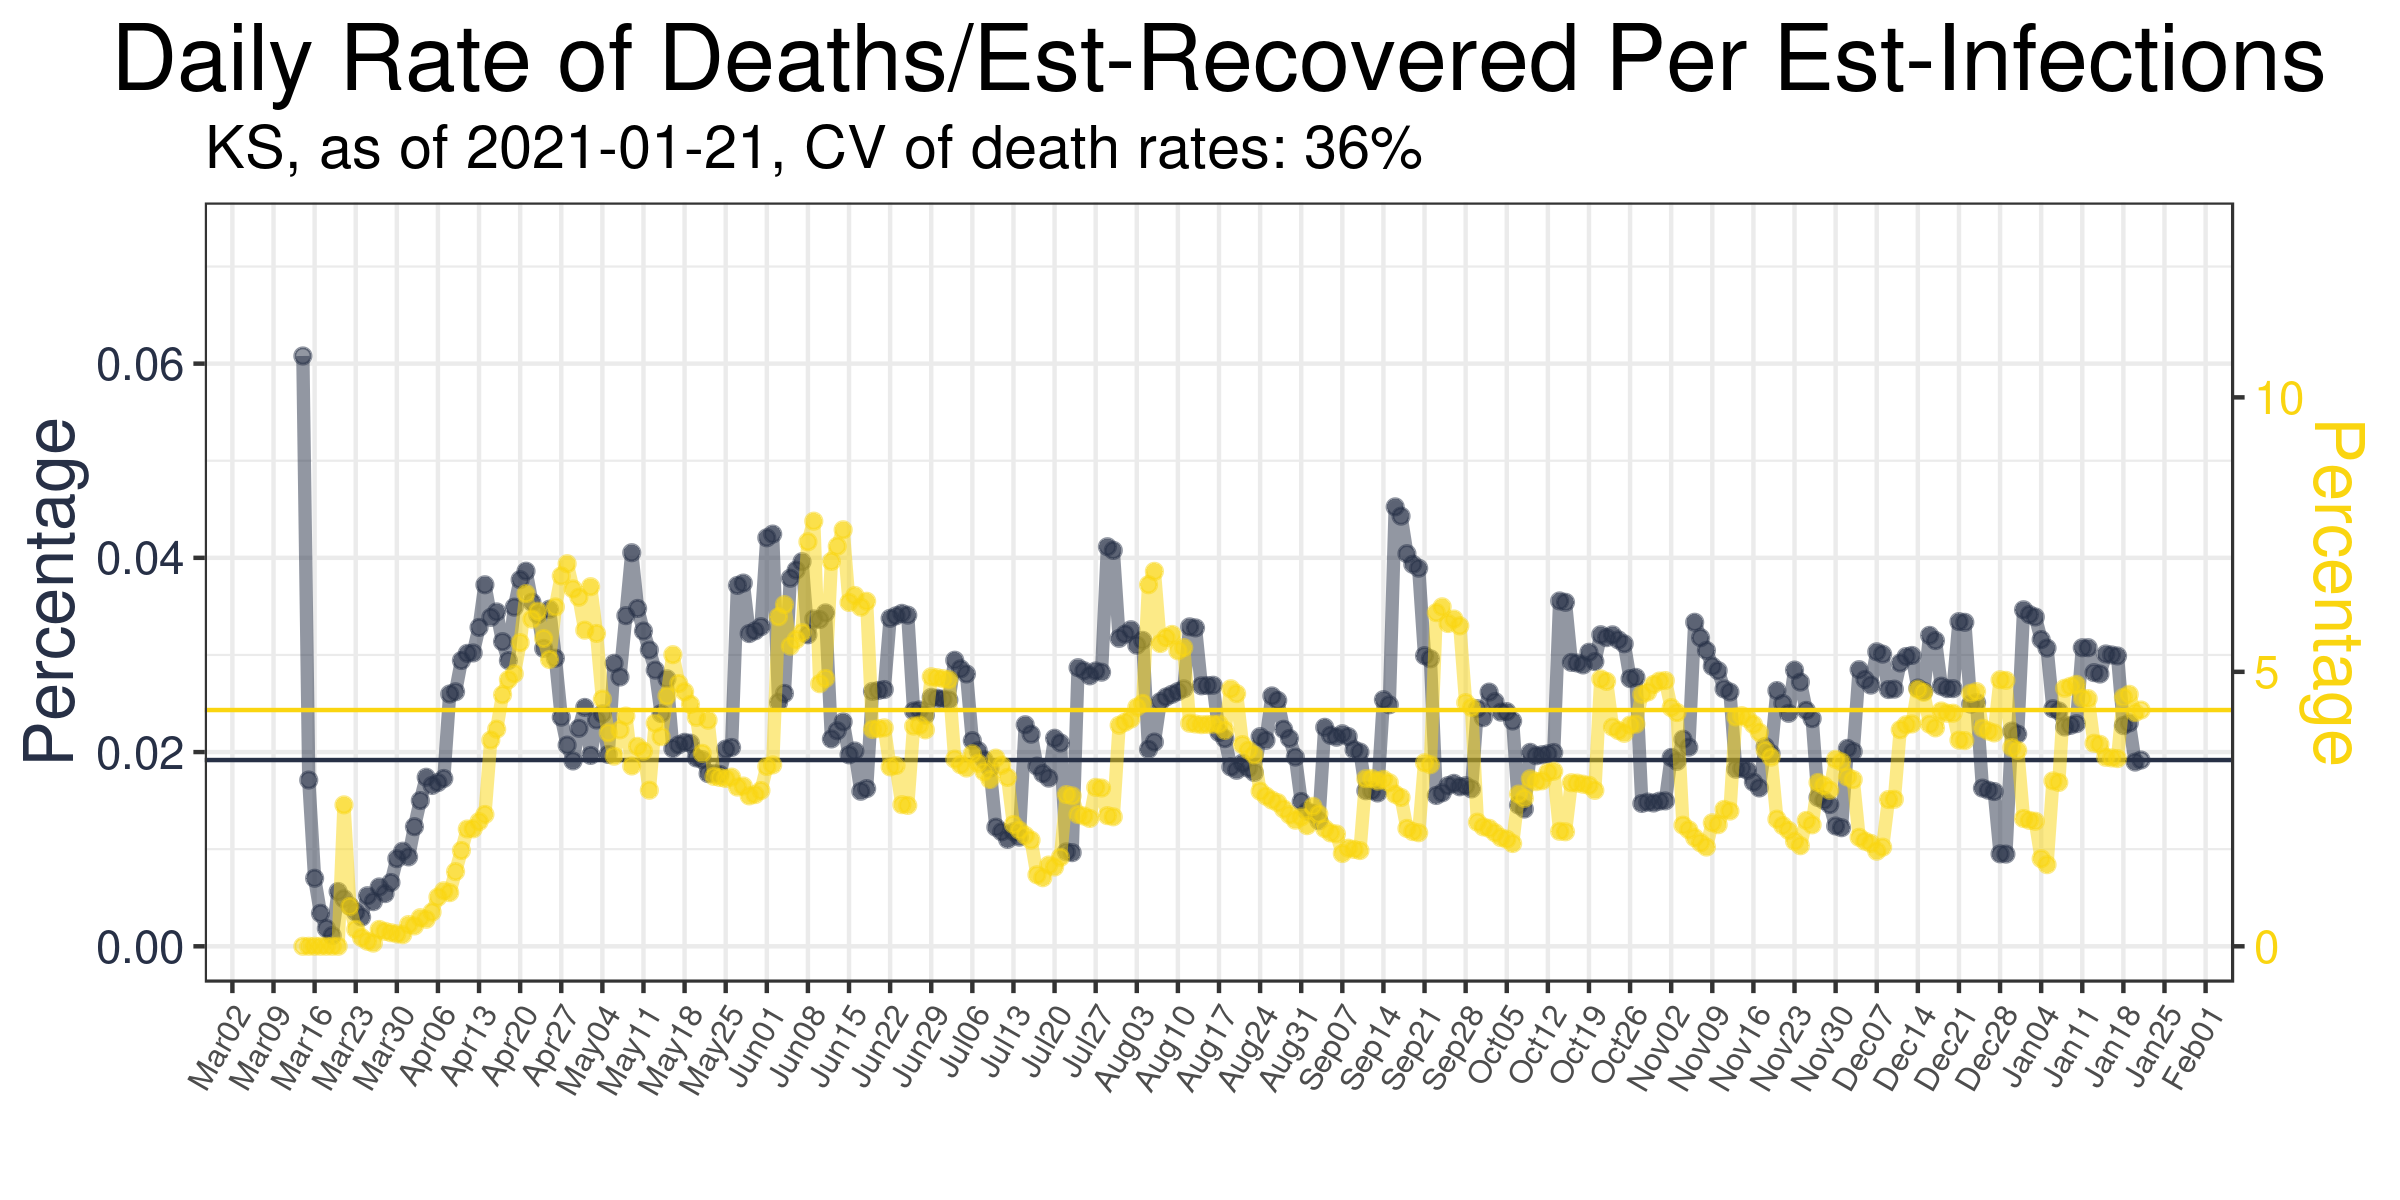 Daily Rate of Deaths/Est-Recovered Per Est-Infections
KS, as of 2021-01-21, CV of death rates: 36%
Percentage
0.06
0.04
0.02
0.00
10
5
0
Percentage
Mar02
Mar09
Mar16
Mar23
Mar30
Apr06
Apr13
Apr20
Apr27
May04
May11
May18
May25
Jun01
Jun08
Jun15
Jun22
Jun29
Jul06
Jul13
Jul20
Jul27
Aug03
Aug10
Aug17
Aug24
Aug31
Sep07
Sep14
Sep21
Sep28
Oct05
Oct12
Oct19
Oct26
Nov02
Nov09
Nov16
Nov23
Nov30
Dec07
Dec14
Dec21
Dec28
Jan04
Jan11
Jan18
Jan25
Feb01